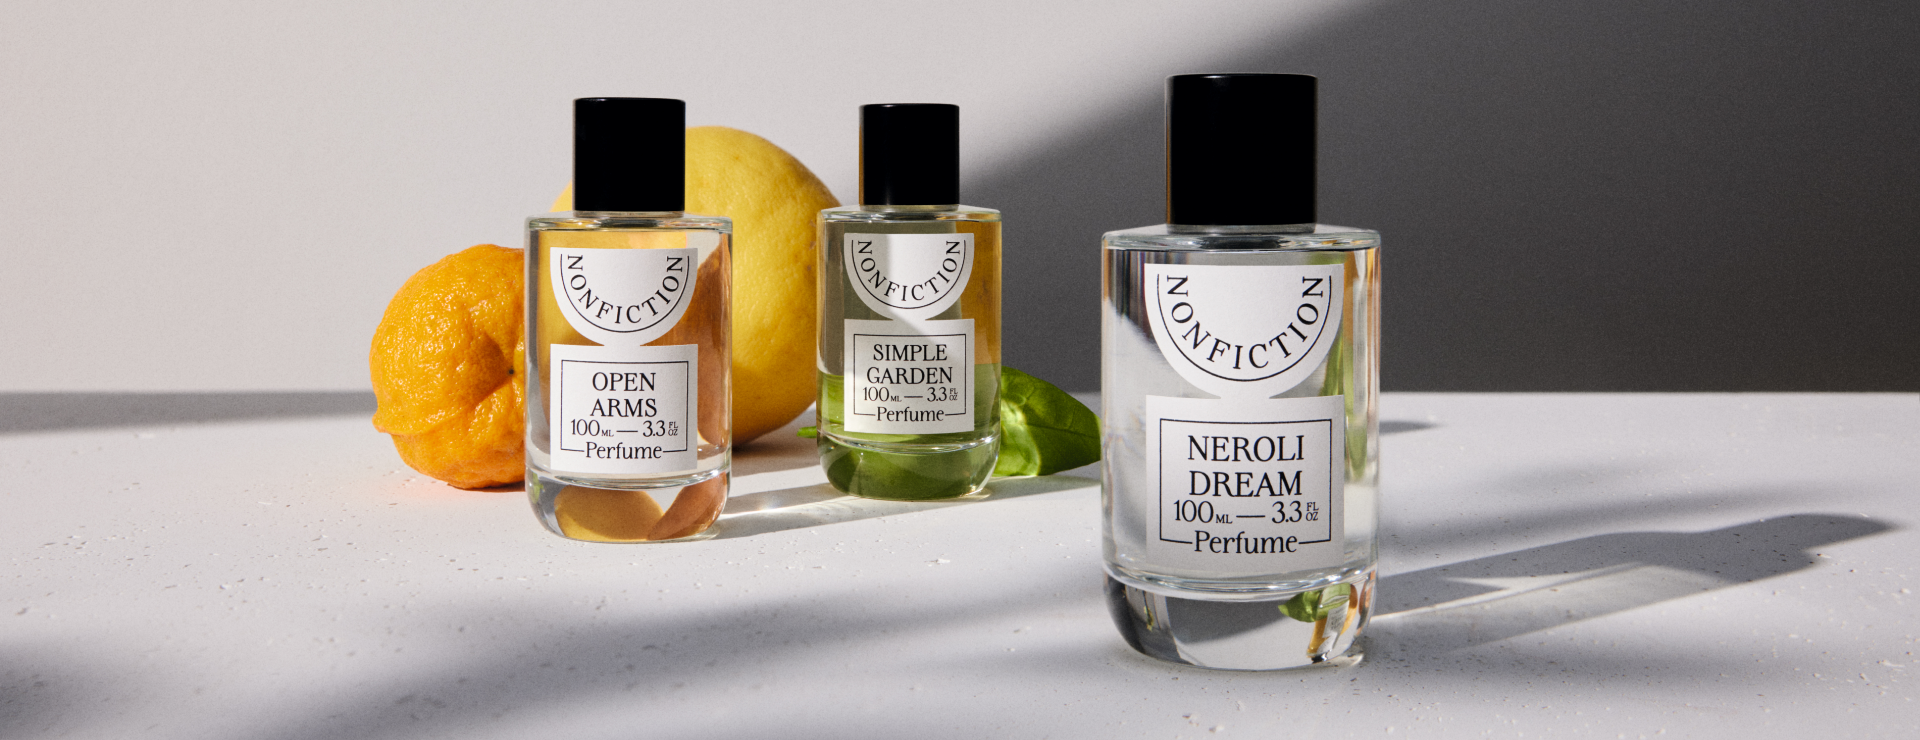 NONFICTION
OPEN
ARMS
100ML — 3.3 FL OZ
Perfume
NONFICTION
SIMPLE
GARDEN
100ML — 3.3 FL OZ
Perfume
NONFICTION
NEROLI
DREAM
100ML — 3.3 FL OZ
Perfume